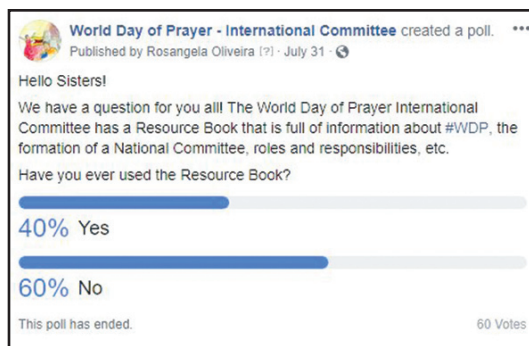 World Day of Prayer - International Committee created a poll.
Published by Rosangela Oliveira [?] · July 31 ·
Hello Sisters!
We have a question for you all! The World Day of Prayer International
Committee has a Resource Book that is full of information about #WDP, the
formation of a National Committee, roles and responsibilities, etc.
Have you ever used the Resource Book?
40% Yes
60% No
This poll has ended. 60 Votes